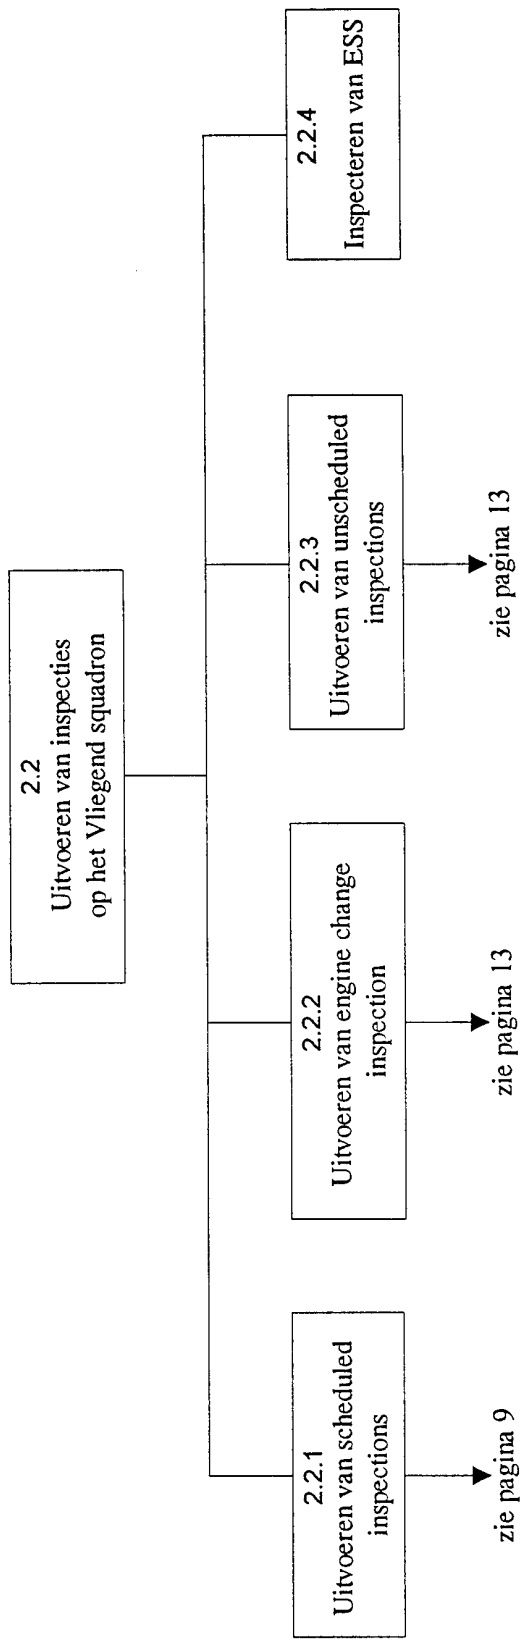 2.2
Uitvoeren van inspecties
op het Vliegend squadron
2.2.1
Uitvoeren van scheduled
inspections
zie pagina 9
2.2.2
Uitvoeren van engine change
inspection
zie pagina 13
2.2.3
Uitvoeren van unscheduled
inspections
zie pagina 13
2.2.4
Inspecteren van ESS